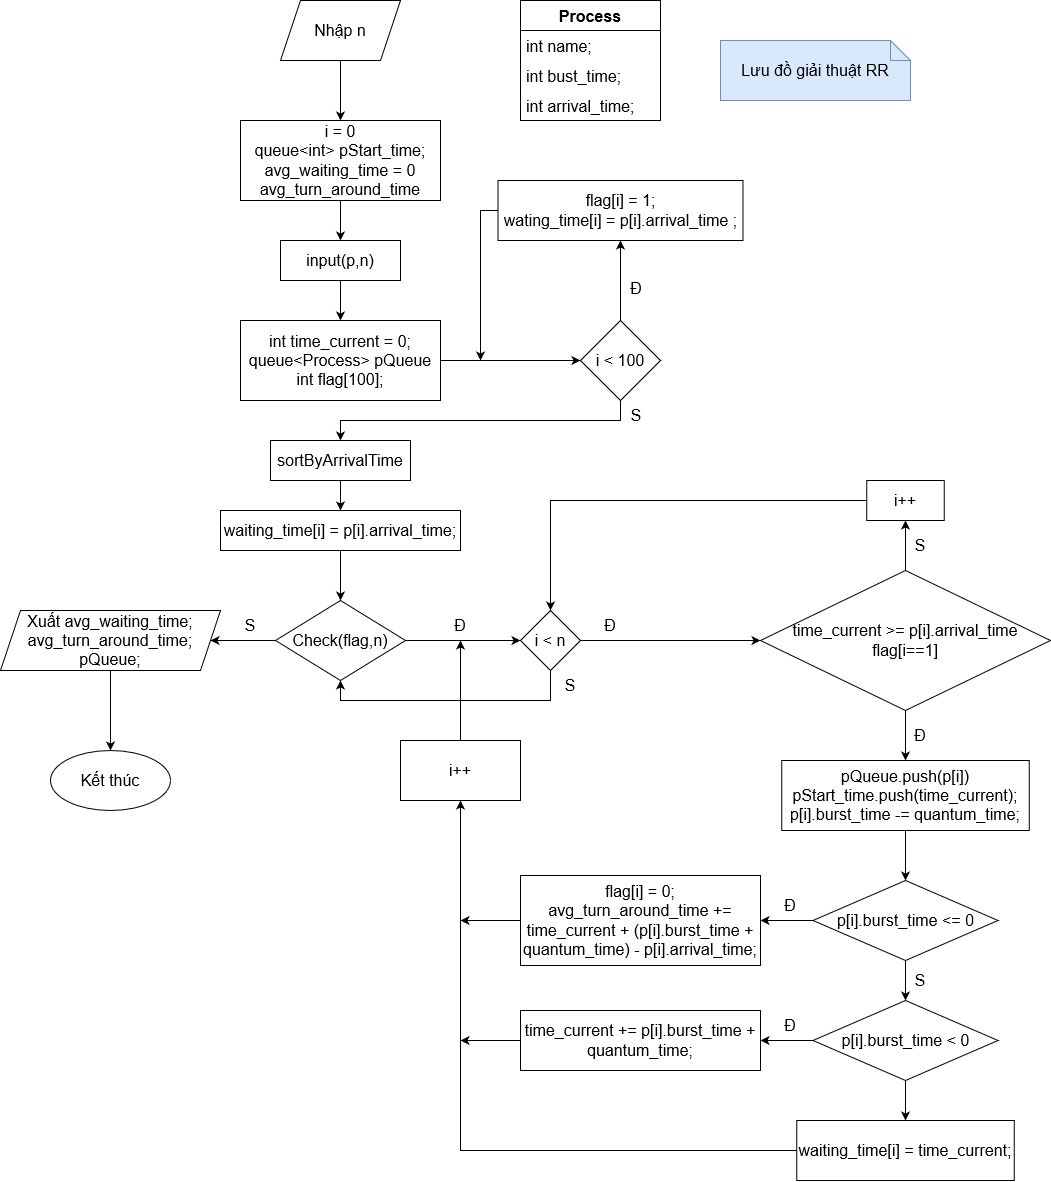 Nhập n
Process
int name;
int bust_time;
int arrival_time;
Lưu đồ giải thuật RR
i = 0
queue<int> pStart_time;
avg_waiting_time = 0
avg_turn_around_time
flag[i] = 1;
wating_time[i] = p[i].arrival_time ;
input(p,n)
Đ
int time_current = 0;
queue<Process> pQueue
int flag[100];
i < 100
S
sortByArrivalTime
waiting_time[i] = p[i].arrival_time;
i++
S
Xuất avg_waiting_time;
avg_turn_around_time;
pQueue;
S
Check(flag,n)
Đ
i < n
Đ
time_current >= p[i].arrival_time
flag[i==1]
S
Đ
Kết thúc
i++
pQueue.push(p[i])
pStart_time.push(time_current);
p[i].burst_time -= quantum_time;
flag[i] = 0;
avg_turn_around_time +=
time_current + (p[i].burst_time +
quantum_time) - p[i].arrival_time;
Đ
p[i].burst_time <= 0
S
time_current += p[i].burst_time +
quantum_time;
Đ
p[i].burst_time < 0
waiting_time[i] = time_current;